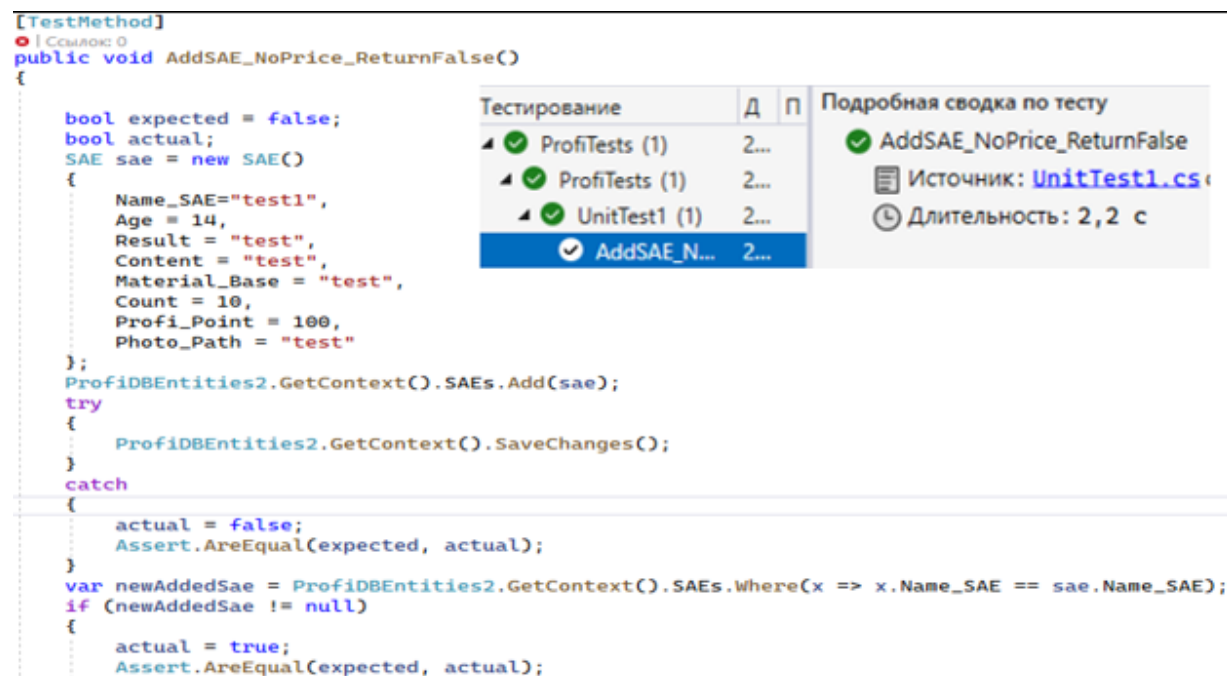 [TestMethod]
| Ссылок: 0
public void AddSAE_NoPrice_ReturnFalse()
{
bool expected = false;
bool actual;
SAE sae = new SAE()
{
Name_SAE="test1",
Age = 14,
Result = "test",
Content = "test",
Material_Base = "test",
Count = 10,
Profi_Point = 100,
Photo_Path = "test"
};
ProfiDBEntities2.GetContext().SAEs.Add(sae);
try
{
ProfiDBEntities2.GetContext().SaveChanges();
}
catch
{
actual = false;
Assert.AreEqual(expected, actual);
}
var newAddedSae = ProfiDBEntities2.GetContext().SAEs.Where(x => x.Name_SAE == sae.Name_SAE);
if (newAddedSae != null)
{
actual = true;
Assert.AreEqual(expected, actual);
Тестирование Д П
ProfiTests (1) 2...
ProfiTests (1) 2...
UnitTest1 (1) 2...
AddSAE_N... 2...
Подробная сводка по тесту
AddSAE_NoPrice_ReturnFalse
Источник: UnitTest1.cs
Длительность: 2,2 с